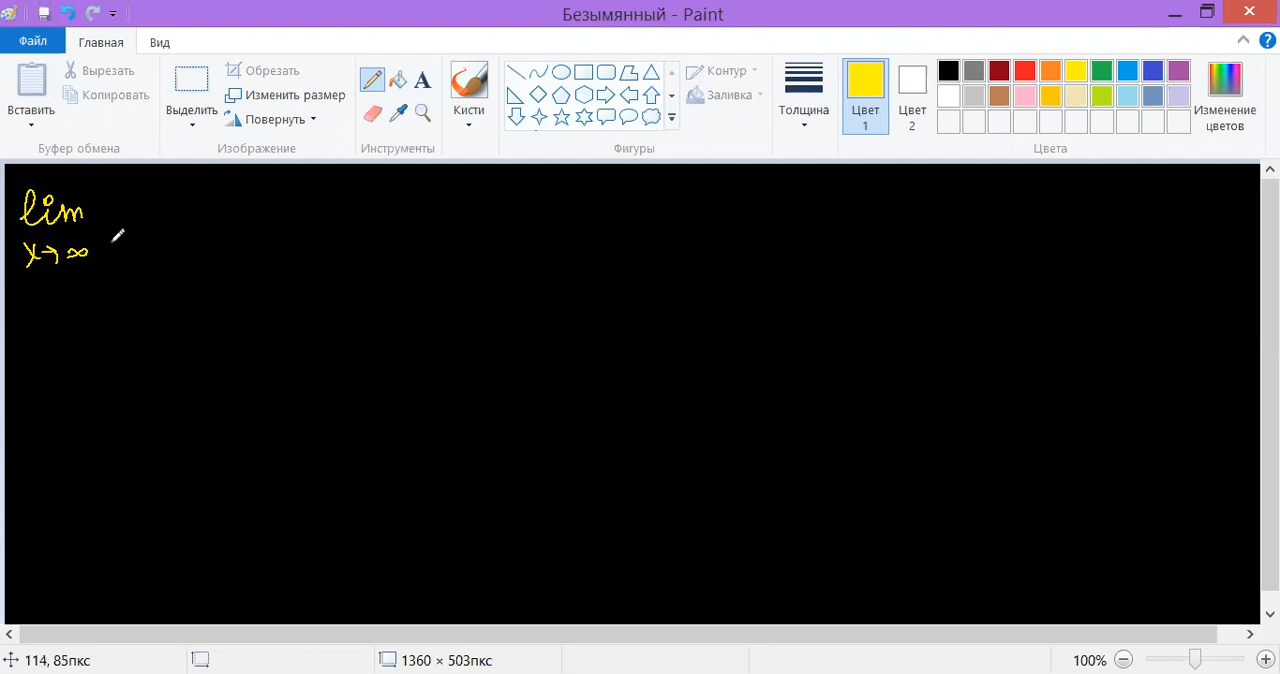 Безымянный - Paint
Файл
Главная
Вид
Вставить
Вырезать
Копировать
Буфер обмена
Выделить
Обрезать
Изменить размер
Повернуть
Изображение
A
Инструменты
Кисти
Контур
Заливка
Фигуры
Толщина
Цвет
1
Цвет
2
Изменение
цветов
Цвета
lim
x→∞
114, 85пкс
1360 × 503пкс
100%